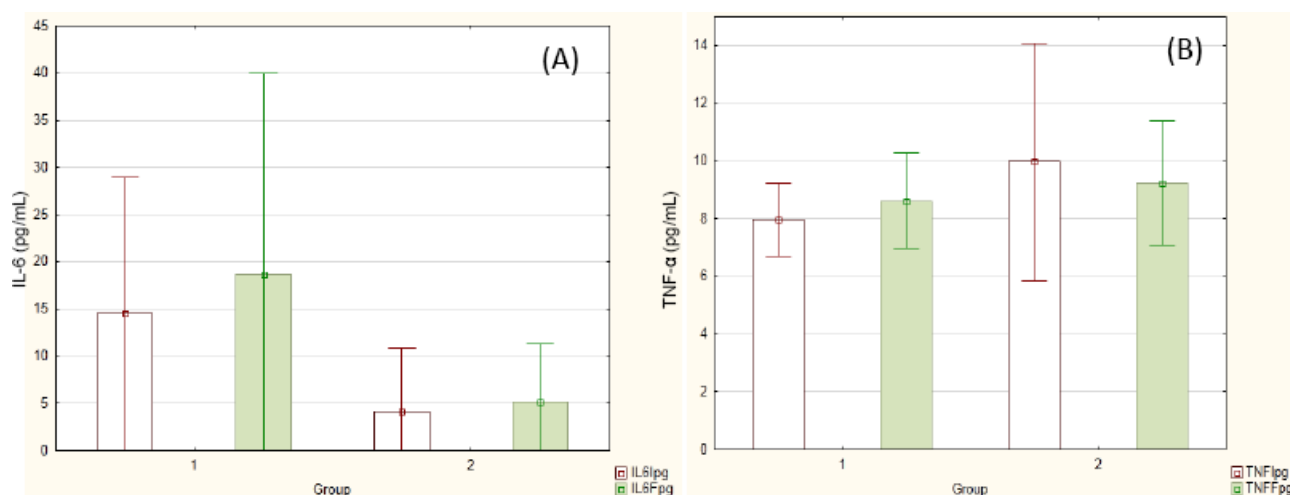 (A)
IL-6 (pg/mL)
45
40
35
30
25
20
15
10
5
0
1
2
Group
IL6Ipg
IL6Fpg
(B)
TNF-α (pg/mL)
14
12
10
8
6
4
2
0
1
2
Group
TNFIpg
TNFFpg